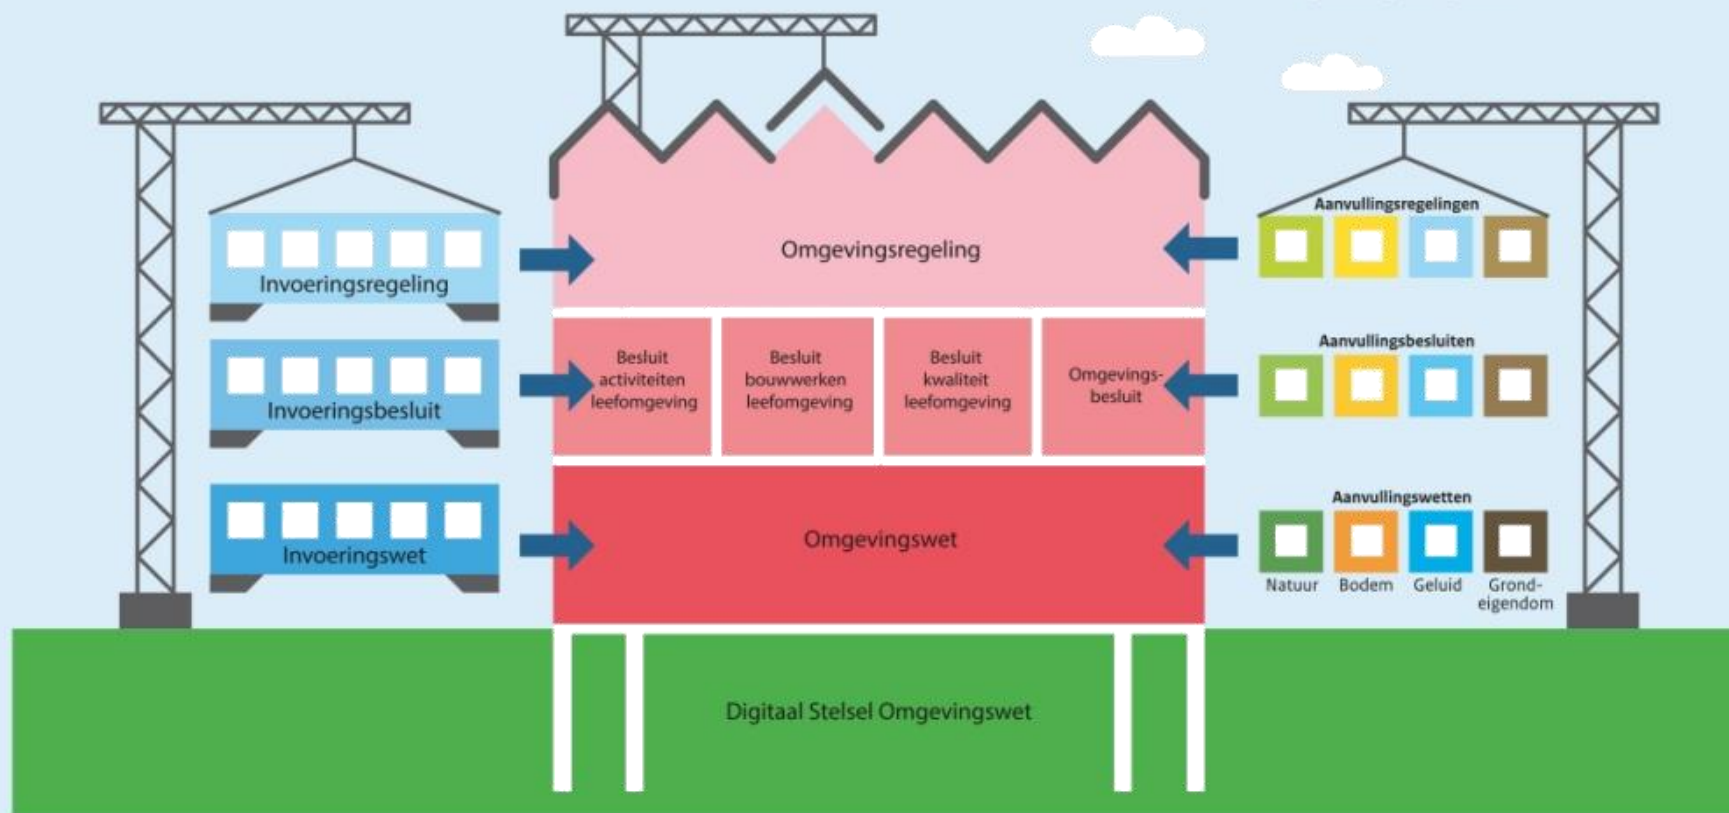 Invoeringsregeling
Invoeringsbesluit
Invoeringswet
Omgevingsregeling
Besluit
activiteiten
leefomgeving
Besluit
bouwwerken
leefomgeving
Besluit
kwaliteit
leefomgeving
Omgevings-
besluit
Omgevingswet
Digitaal Stelsel Omgevingswet
Aanvullingsregelingen
Aanvullingsbesluiten
Aanvullingswetten
Natuur
Bodem
Geluid
Grond-
eigendom